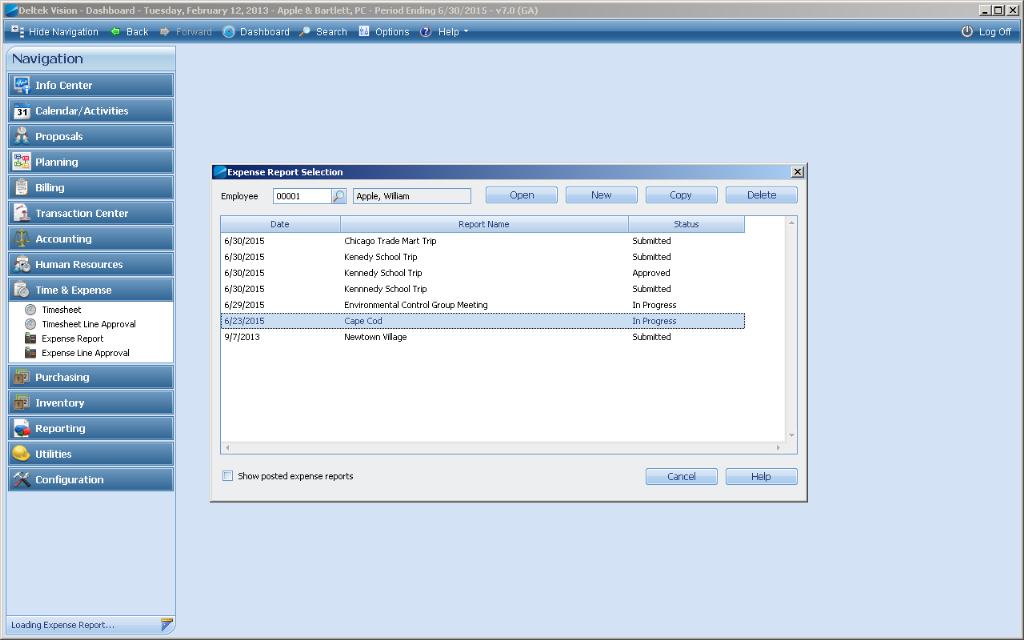 Deltek Vision - Dashboard - Tuesday, February 12, 2013 - Apple & Bartlett, PC - Period Ending 6/30/2015 - v7.0 (GA)
Hide Navigation Back Forward Dashboard Search Options Help Log Off
Navigation
Info Center
31 Calendar/Activities
Proposals
Planning
Billing
Transaction Center
Accounting
Human Resources
Time & Expense
Timesheet
Timesheet Line Approval
Expense Report
Expense Line Approval
Purchasing
Inventory
Reporting
Utilities
Configuration
Loading Expense Report...
Expense Report Selection
Employee 00001 Apple, William Open New Copy Delete
Date Report Name Status
6/30/2015 Chicago Trade Mart Trip Submitted
6/30/2015 Kenedy School Trip Submitted
6/30/2015 Kennedy School Trip Approved
6/30/2015 Kennnedy School Trip Submitted
6/29/2015 Environmental Control Group Meeting In Progress
6/23/2015 Cape Cod In Progress
9/7/2013 Newtown Village Submitted
Show posted expense reports Cancel Help